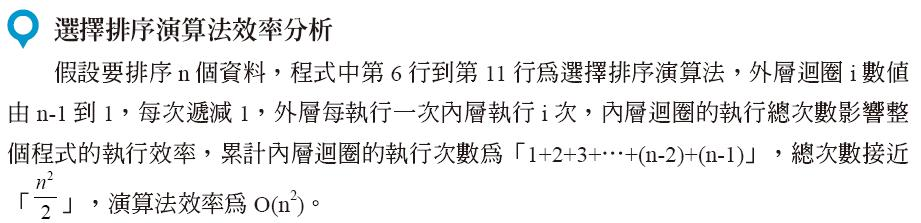 選擇排序演算法效率分析
假設要排序 n 個資料，程式中第 6 行到第 11 行為選擇排序演算法，外層迴圈 i 數值
由 n-1 到 1，每次遞減 1，外層每執行一次內層執行 i 次，內層迴圈的執行總次數影響整
個程式的執行效率，累計內層迴圈的執行次數為「1+2+3+⋯+(n-2)+(n-1)」，總次數接近
「n²/2」，演算法效率為 O(n²)。